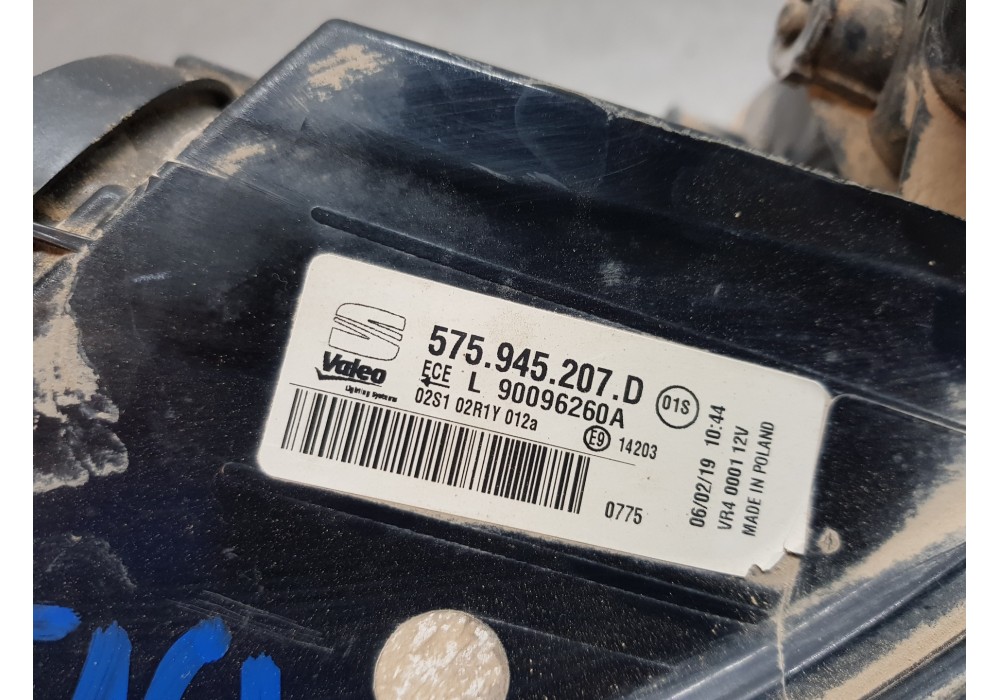 575.945.207.D
Valeo
Lighting Systems
ECE L 90096260A
01S
02S1 02R1Y 012a
E9 14203
0775
06/02/19 10:44
VR4 0001 12V
MADE IN POLAND